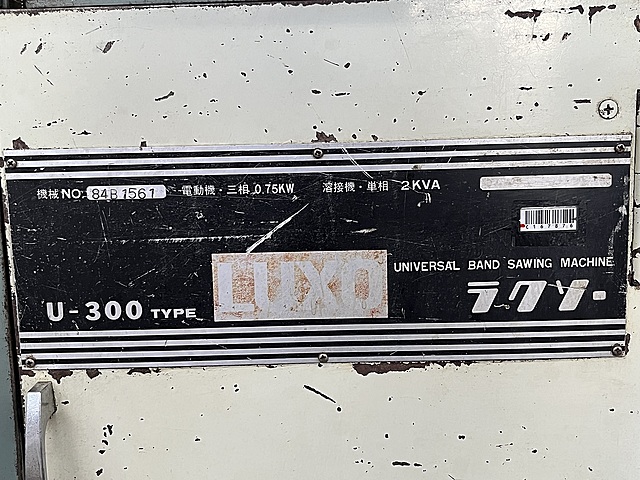 機械NO. 84B1561 電動機・三相 0.75KW 溶接機・単相 2KVA
C167876
LUXO UNIVERSAL BAND SAWING MACHINE
U-300 TYPE ラクソー